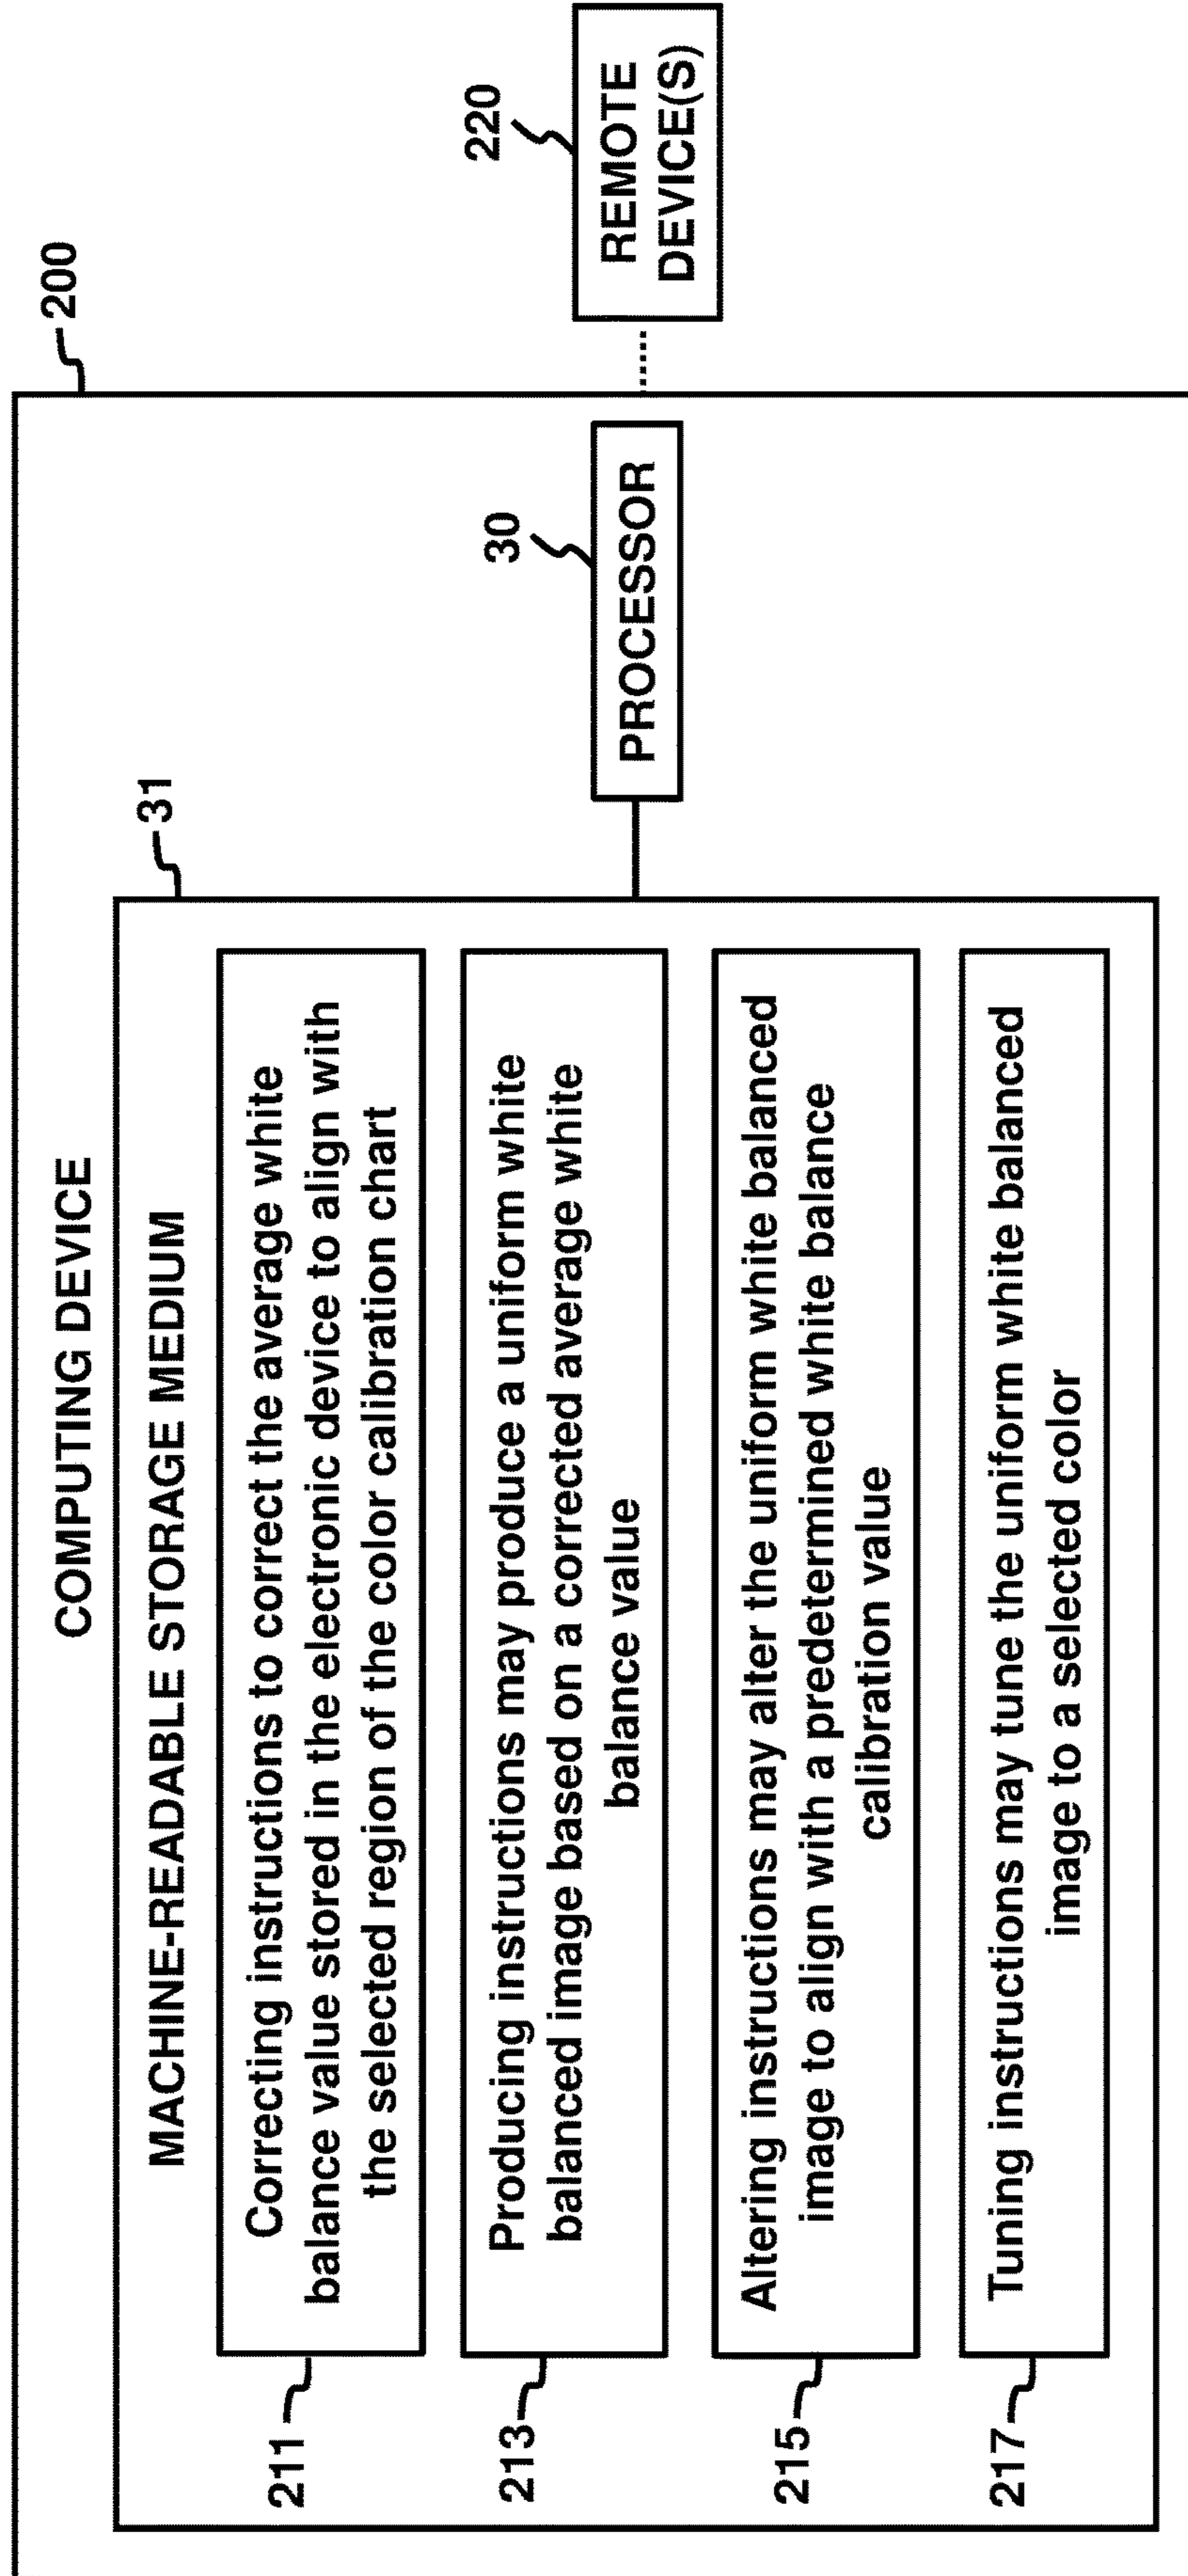 COMPUTING DEVICE
200
MACHINE-READABLE STORAGE MEDIUM
31
211
Correcting instructions to correct the average white
balance value stored in the electronic device to align with
the selected region of the color calibration chart
213
Producing instructions may produce a uniform white
balanced image based on a corrected average white
balance value
215
Altering instructions may alter the uniform white balanced
image to align with a predetermined white balance
calibration value
217
Tuning instructions may tune the uniform white balanced
image to a selected color
30
PROCESSOR
220
REMOTE
DEVICE(S)